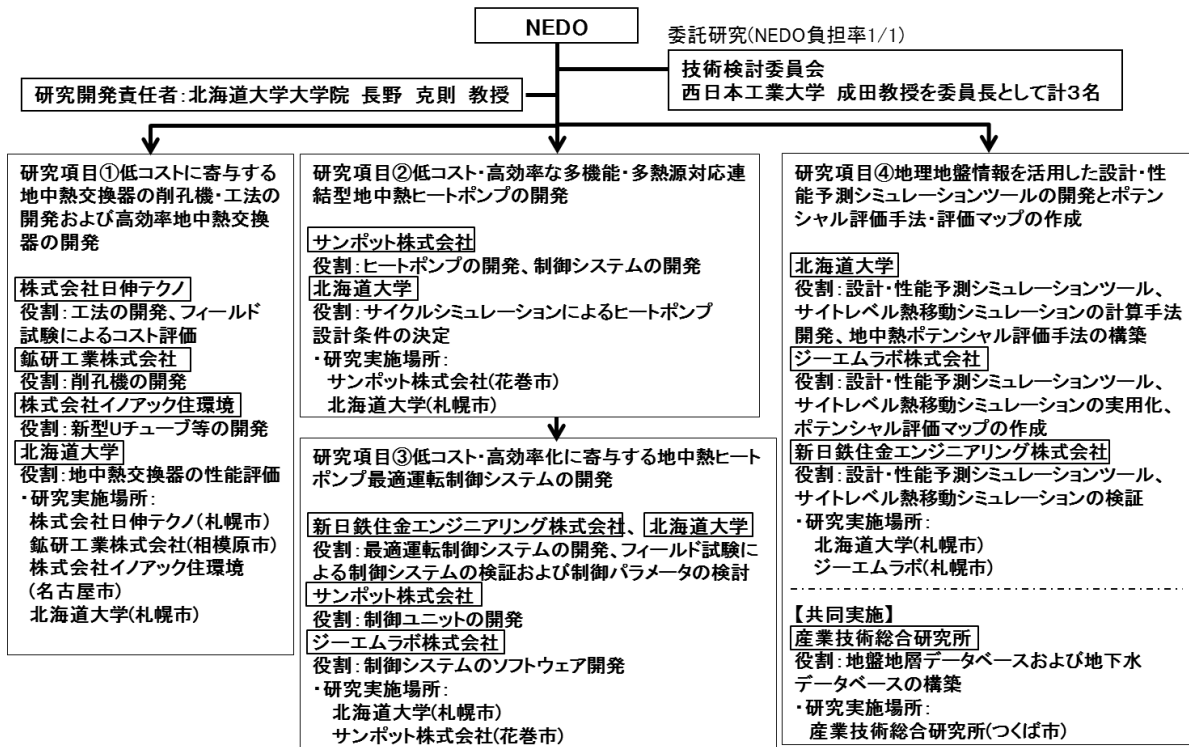 NEDO
委託研究(NEDO負担率1/1)
技術検討委員会
西日本工業大学 成田教授を委員長として計3名
研究開発責任者:北海道大学大学院 長野 克則 教授
研究項目①低コストに寄与する
地中熱交換器の削孔機・工法の
開発および高効率地中熱交換
器の開発
株式会社日伸テクノ
役割:工法の開発、フィールド
試験によるコスト評価
鉱研工業株式会社
役割:削孔機の開発
株式会社イノアック住環境
役割:新型Uチューブ等の開発
北海道大学
役割:地中熱交換器の性能評価
・研究実施場所:
株式会社日伸テクノ(札幌市)
鉱研工業株式会社(相模原市)
株式会社イノアック住環境
(名古屋市)
北海道大学(札幌市)
研究項目②低コスト・高効率な多機能・多熱源対応連
結型地中熱ヒートポンプの開発
サンポット株式会社
役割:ヒートポンプの開発、制御システムの開発
北海道大学
役割:サイクルシミュレーションによるヒートポンプ
設計条件の決定
・研究実施場所:
サンポット株式会社(花巻市)
北海道大学(札幌市)
研究項目③低コスト・高効率化に寄与する地中熱ヒート
ポンプ最適運転制御システムの開発
新日鉄住金エンジニアリング株式会社、北海道大学
役割:最適運転制御システムの開発、フィールド試験に
よる制御システムの検証および制御パラメータの検討
サンポット株式会社
役割:制御ユニットの開発
ジーエムラボ株式会社
役割:制御システムのソフトウェア開発
・研究実施場所:
北海道大学(札幌市)
サンポット株式会社(花巻市)
研究項目④地理地盤情報を活用した設計・性
能予測シミュレーションツールの開発とポテン
シャル評価手法・評価マップの作成
北海道大学
役割:設計・性能予測シミュレーションツール、
サイトレベル熱移動シミュレーションの計算手法
開発、地中熱ポテンシャル評価手法の構築
ジーエムラボ株式会社
役割:設計・性能予測シミュレーションツール、
サイトレベル熱移動シミュレーションの実用化、
ポテンシャル評価マップの作成
新日鉄住金エンジニアリング株式会社
役割:設計・性能予測シミュレーションツール、
サイトレベル熱移動シミュレーションの検証
・研究実施場所:
北海道大学(札幌市)
ジーエムラボ(札幌市)
【共同実施】
産業技術総合研究所
役割:地盤地層データベースおよび地下水
データベースの構築
・研究実施場所:
産業技術総合研究所(つくば市)